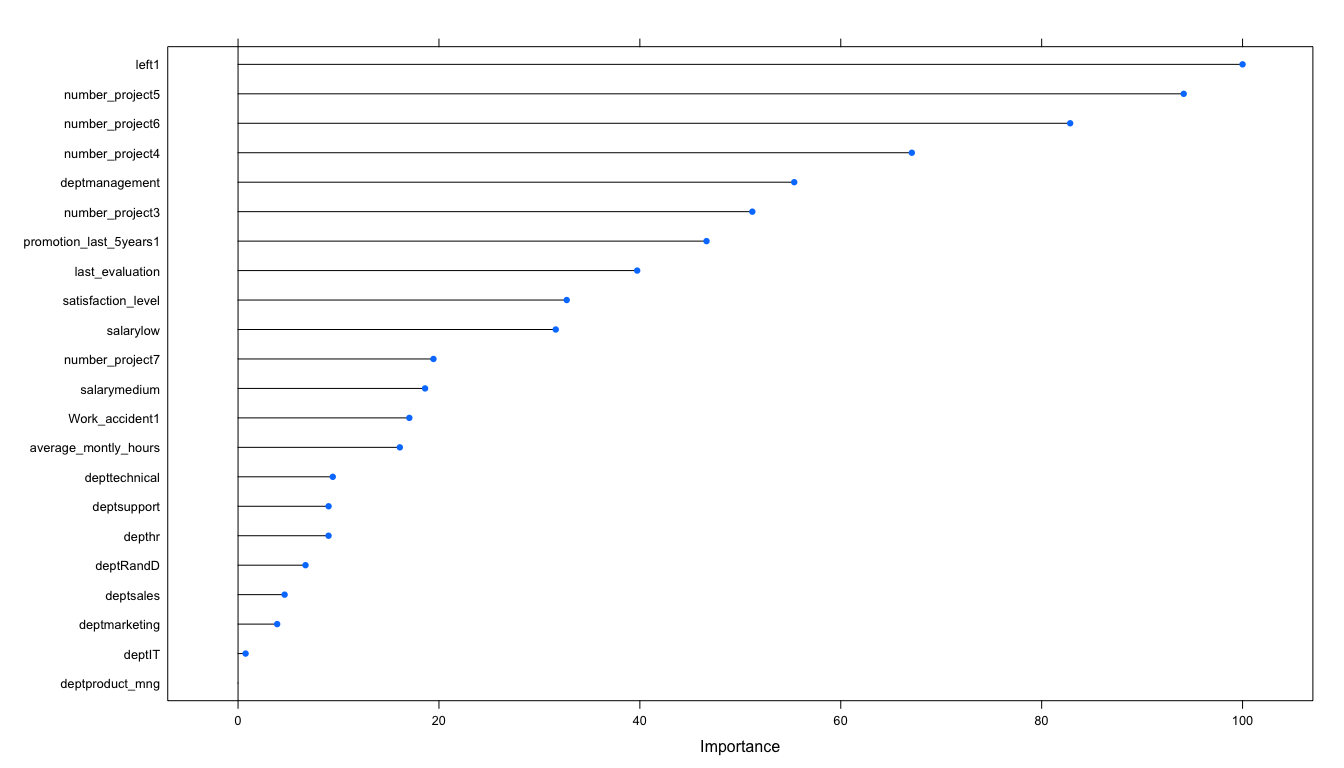 left1
number_project5
number_project6
number_project4
deptmanagement
number_project3
promotion_last_5years1
last_evaluation
satisfaction_level
salarylow
number_project7
salarymedium
Work_accident1
average_montly_hours
depttechnical
deptsupport
depthr
deptRandD
deptsales
deptmarketing
deptIT
deptproduct_mng
0 20 40 60 80 100
Importance